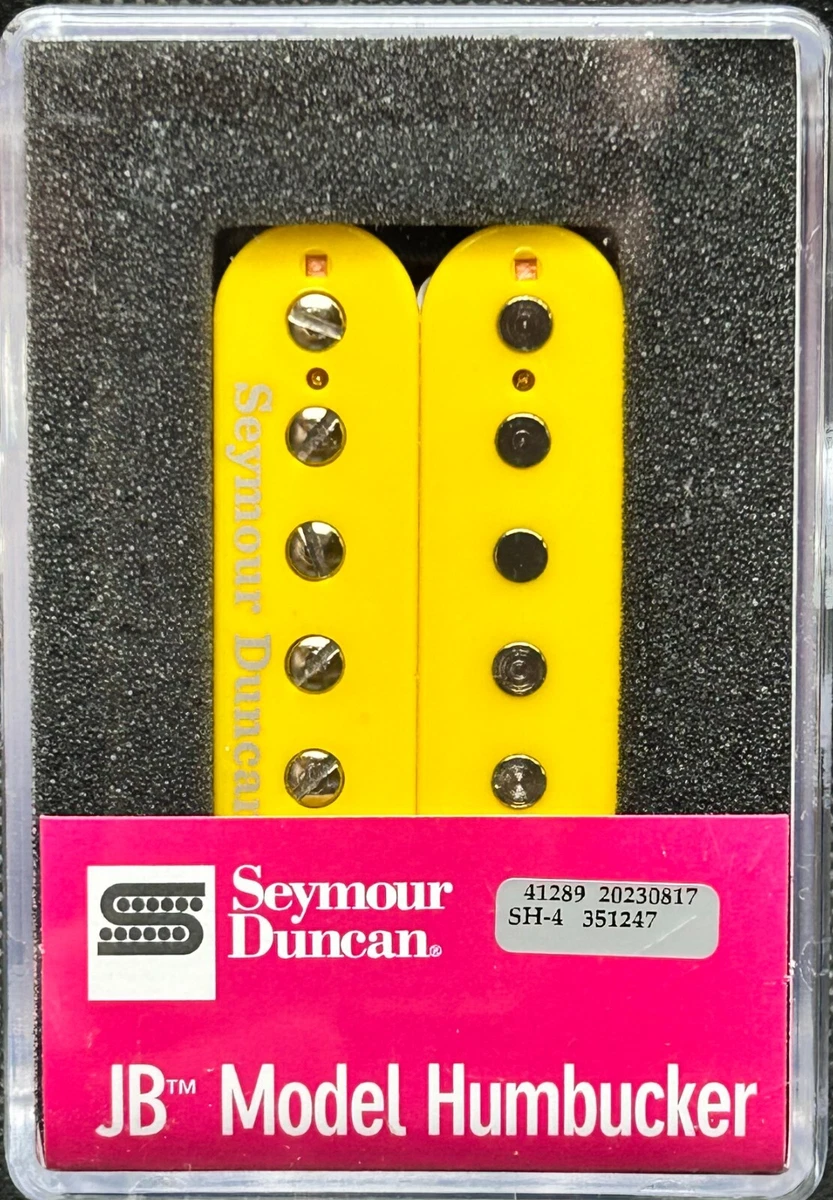 Seymour Duncan
Seymour
Duncan®
41289 20230817
SH-4 351247
JB™ Model Humbucker